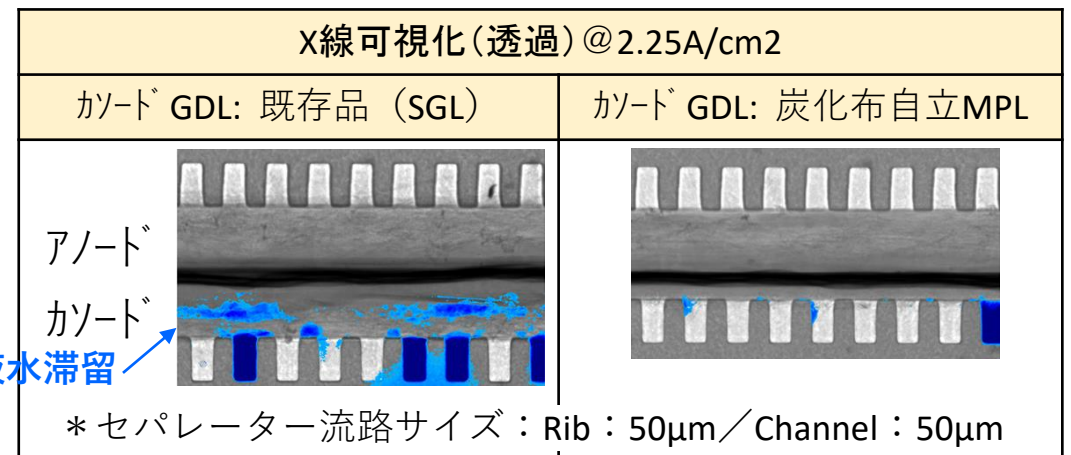 X線可視化(透過)@2.25A/cm2
ｶｿｰﾄﾞ GDL: 既存品（SGL）
ｶｿｰﾄﾞ GDL: 炭化布自立MPL
ｱﾉｰﾄﾞ
ｶｿｰﾄﾞ
水滞留
＊セパレーター流路サイズ：Rib：50µm／Channel：50µm